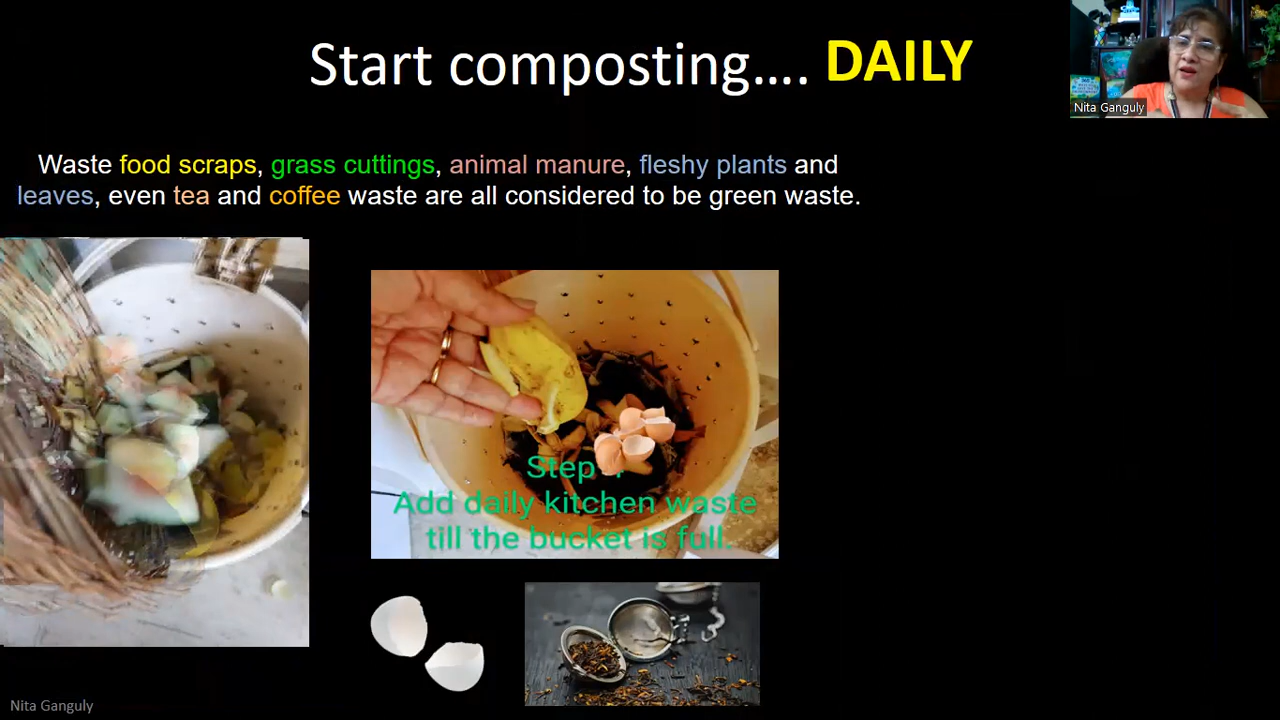 Start composting…. DAILY
Nita Ganguly
Waste food scraps, grass cuttings, animal manure, fleshy plants and
leaves, even tea and coffee waste are all considered to be green waste.
Step
Add daily kitchen waste
till the bucket is full.
Nita Ganguly